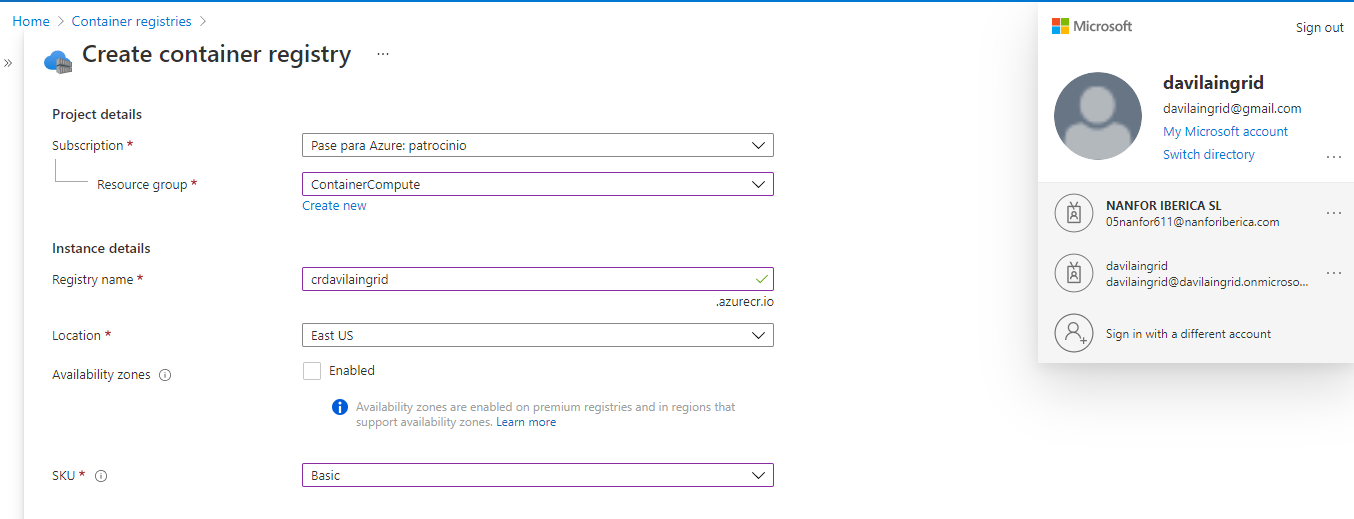 Home > Container registries >
Create container registry ...
Project details
Subscription *
Pase para Azure: patrocinio
Resource group *
ContainerCompute
Create new
Instance details
Registry name *
crdavilaingrid
.azurecr.io
Location *
East US
Availability zones
Enabled
Availability zones are enabled on premium registries and in regions that
support availability zones. Learn more
SKU *
Basic
Microsoft
Sign out
davilaingrid
davilaingrid@gmail.com
My Microsoft account
Switch directory
...
NANFOR IBERICA SL
05nanfor611@nanforiberica.com
...
davilaingrid
davilaingrid@davilaingrid.onmicroso...
...
Sign in with a different account